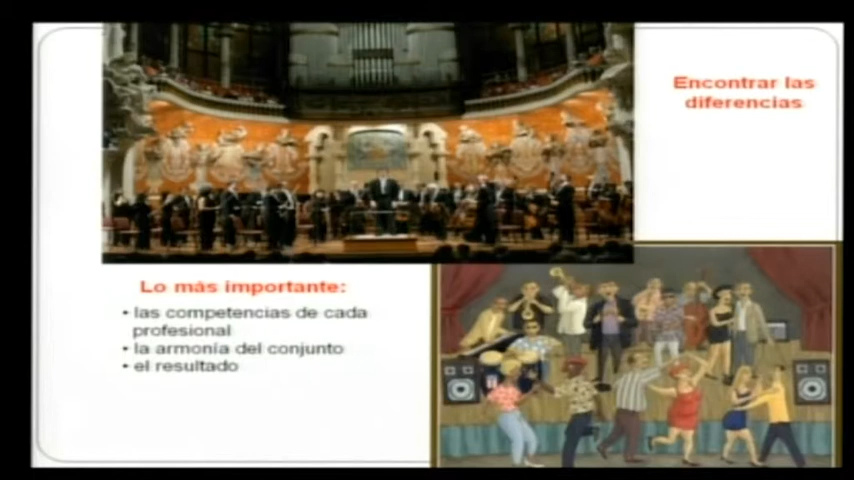 Encontrar las
diferencias
Lo más importante:
• las competencias de cada
profesional
• la armonía del conjunto
• el resultado